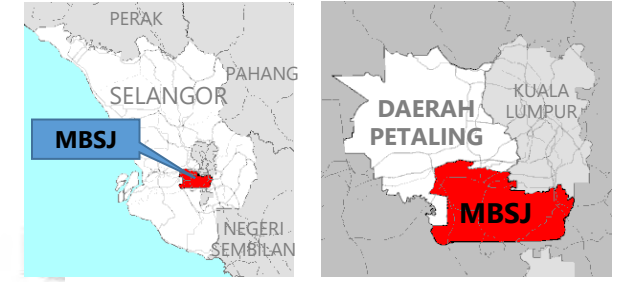 PERAK
PAHANG
SELANGOR
MBSJ
NEGERI
SEMBILAN
KUALA
LUMPUR
DAERAH
PETALING
MBSJ